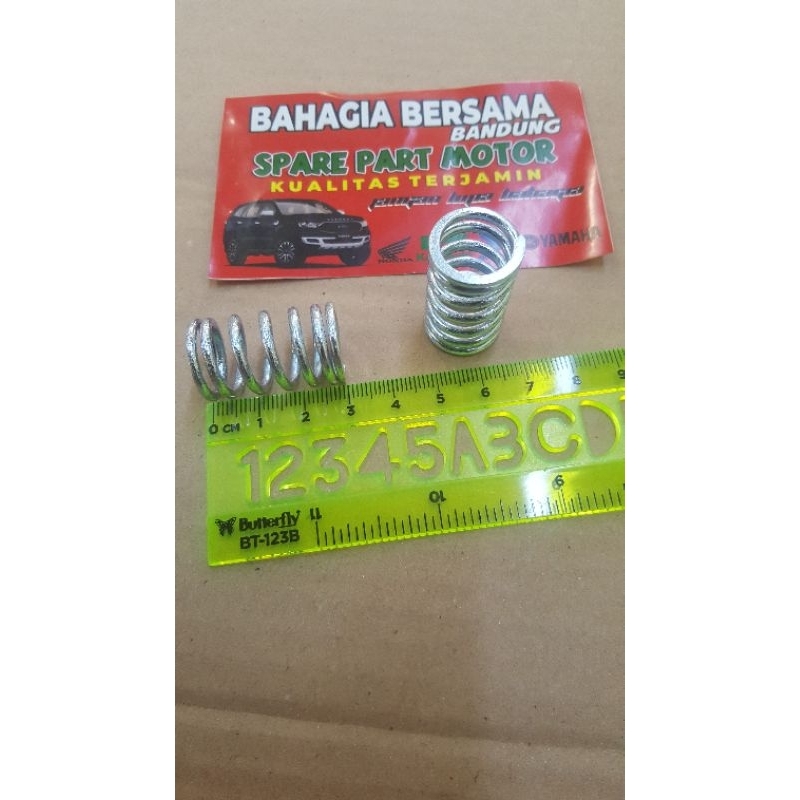 BAHAGIA BERSAMA
BANDUNG
SPARE PART MOTOR
KUALITAS TERJAMIN
HONDA
YAMAHA
0 CM 1 2 3 4 5 6 7 8 9
12345ABCD
Butterfly 11 10 9
BT-123B